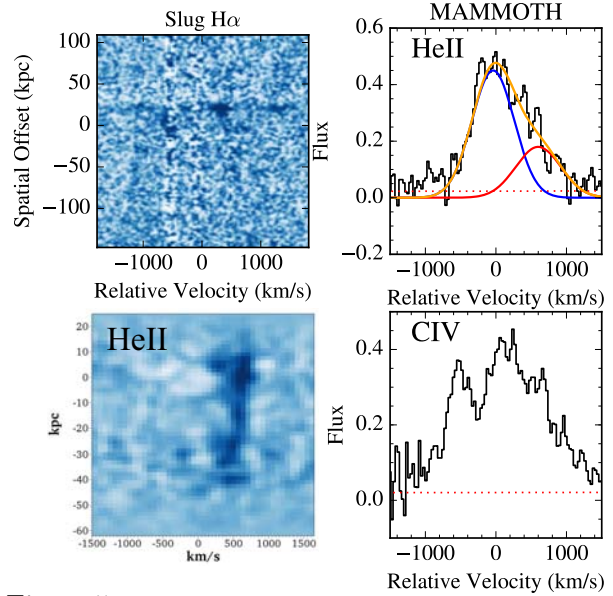 Slug Hα
100
50
0
−50
−100
Spatial Offset (kpc)
−1000 0 1000
Relative Velocity (km/s)
MAMMOTH
HeII
0.6
0.4
0.2
0.0
−0.2
Flux
−1000 0 1000
Relative Velocity (km/s)
HeII
20
10
0
-10
-20
-30
-40
-50
-60
kpc
-1500 -1000 -500 0 500 1000 1500
km/s
CIV
0.4
0.2
0.0
Flux
−1000 0 1000
Relative Velocity (km/s)